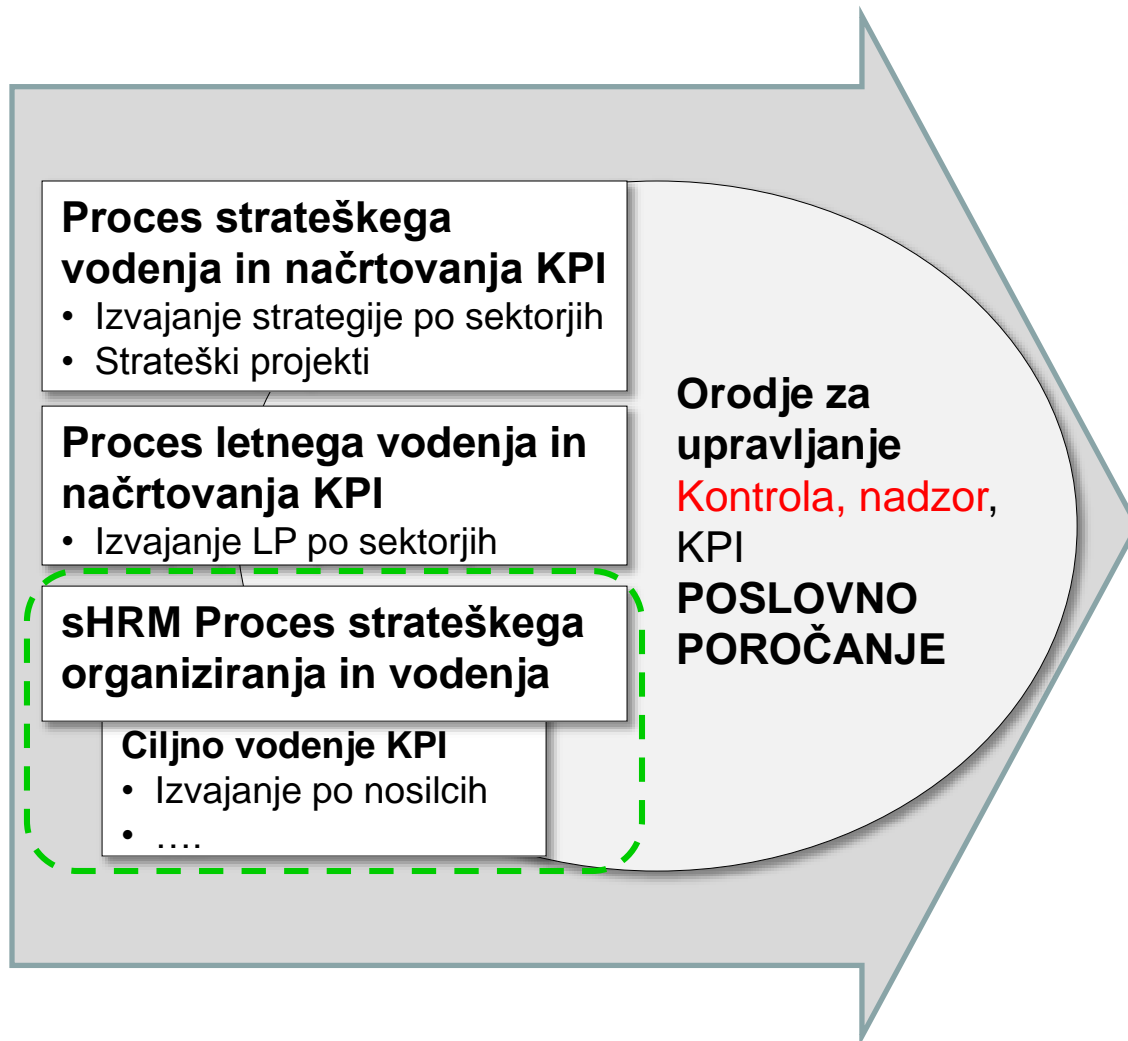 Proces strateškega
vodenja in načrtovanja KPI
• Izvajanje strategije po sektorjih
• Strateški projekti
Proces letnega vodenja in
načrtovanja KPI
• Izvajanje LP po sektorjih
sHRM Proces strateškega
organiziranja in vodenja
Ciljno vodenje KPI
• Izvajanje po nosilcih
• ….
Orodje za
upravljanje
Kontrola, nadzor,
KPI
POSLOVNO
POROČANJE